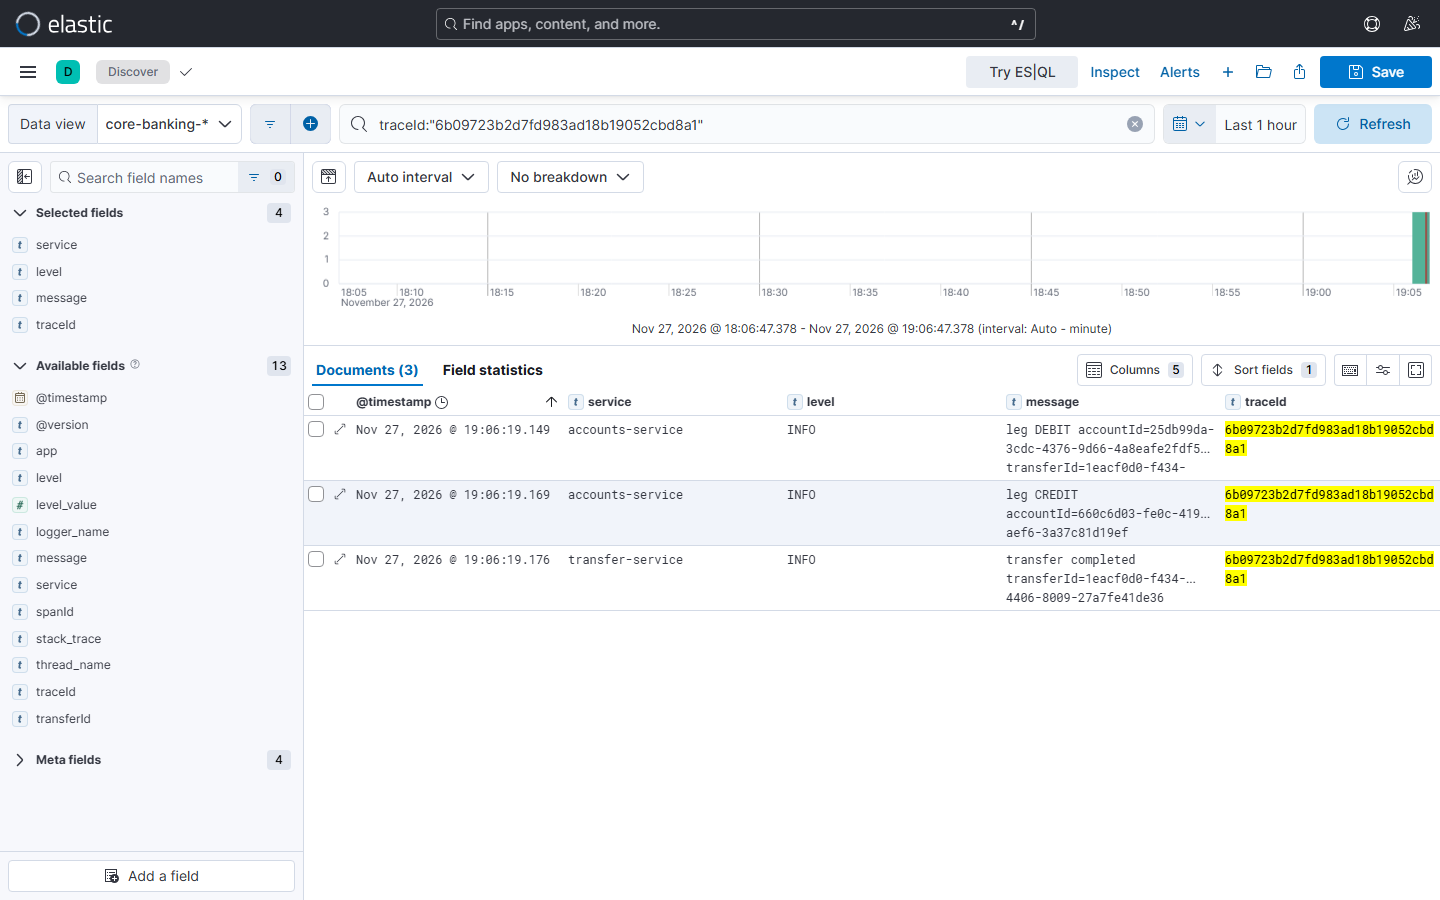 elastic
Find apps, content, and more.
^/
D
Discover
Try ES|QL
Inspect
Alerts
Save
Data view
core-banking-*
traceId:"6b09723b2d7fd983ad18b19052cbd8a1"
Last 1 hour
Refresh
Search field names
0
Auto interval
No breakdown
Selected fields
4
t service
t level
t message
t traceId
Available fields
13
@timestamp
t @version
t app
t level
# level_value
t logger_name
t message
t service
t spanId
t stack_trace
t thread_name
t traceId
t transferId
Meta fields
4
Add a field
3
2
1
0
18:05
18:10
18:15
18:20
18:25
18:30
18:35
18:40
18:45
18:50
18:55
19:00
19:05
November 27, 2026
Nov 27, 2026 @ 18:06:47.378 - Nov 27, 2026 @ 19:06:47.378 (interval: Auto - minute)
Documents (3)
Field statistics
Columns 5
Sort fields 1
@timestamp
t service
t level
t message
t traceId
Nov 27, 2026 @ 19:06:19.149
accounts-service
INFO
leg DEBIT accountId=25db99da-
3cdc-4376-9d66-4a8eafe2fdf5…
transferId=1eacf0d0-f434-
6b09723b2d7fd983ad18b19052cbd
8a1
Nov 27, 2026 @ 19:06:19.169
accounts-service
INFO
leg CREDIT
accountId=660c6d03-fe0c-419…
aef6-3a37c81d19ef
6b09723b2d7fd983ad18b19052cbd
8a1
Nov 27, 2026 @ 19:06:19.176
transfer-service
INFO
transfer completed
transferId=1eacf0d0-f434-…
4406-8009-27a7fe41de36
6b09723b2d7fd983ad18b19052cbd
8a1